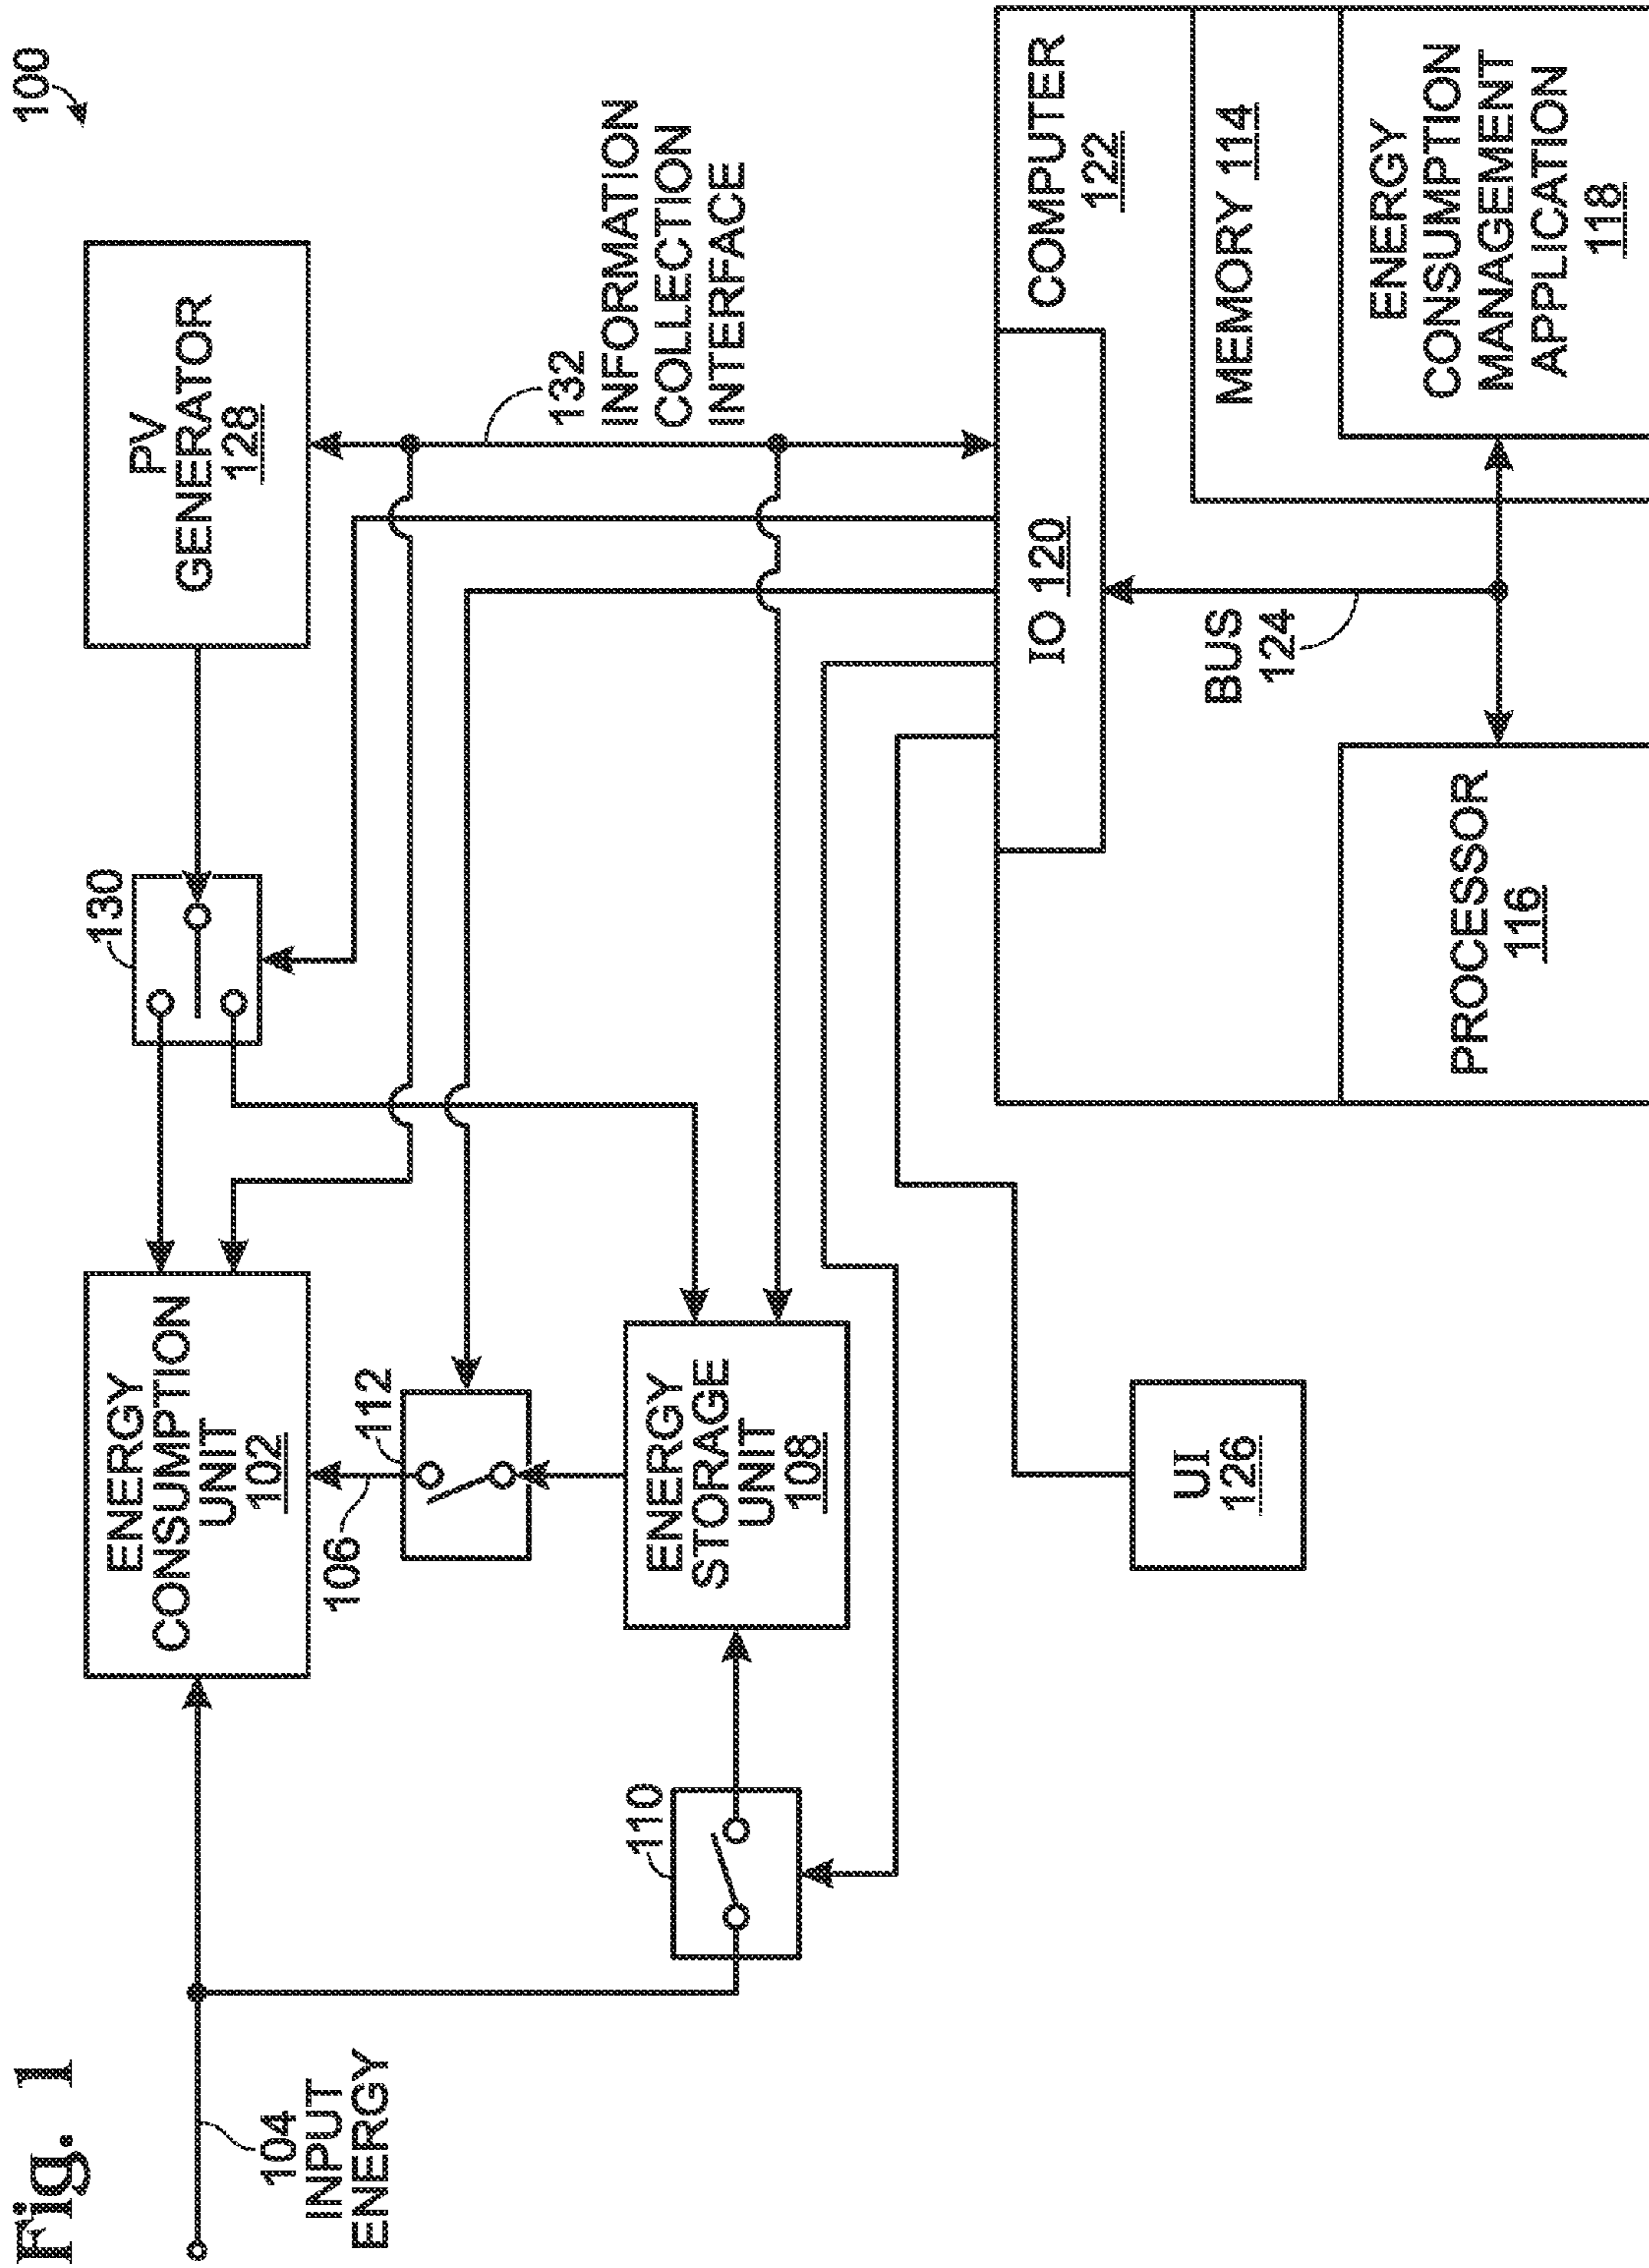 Fig. 1
100
104
INPUT
ENERGY
ENERGY
CONSUMPTION
UNIT
102
130
PV
GENERATOR
128
106
112
132
INFORMATION
COLLECTION
INTERFACE
110
ENERGY
STORAGE
UNIT
108
IO 120
COMPUTER
122
MEMORY 114
BUS
124
UI
126
PROCESSOR
116
ENERGY
CONSUMPTION
MANAGEMENT
APPLICATION
118